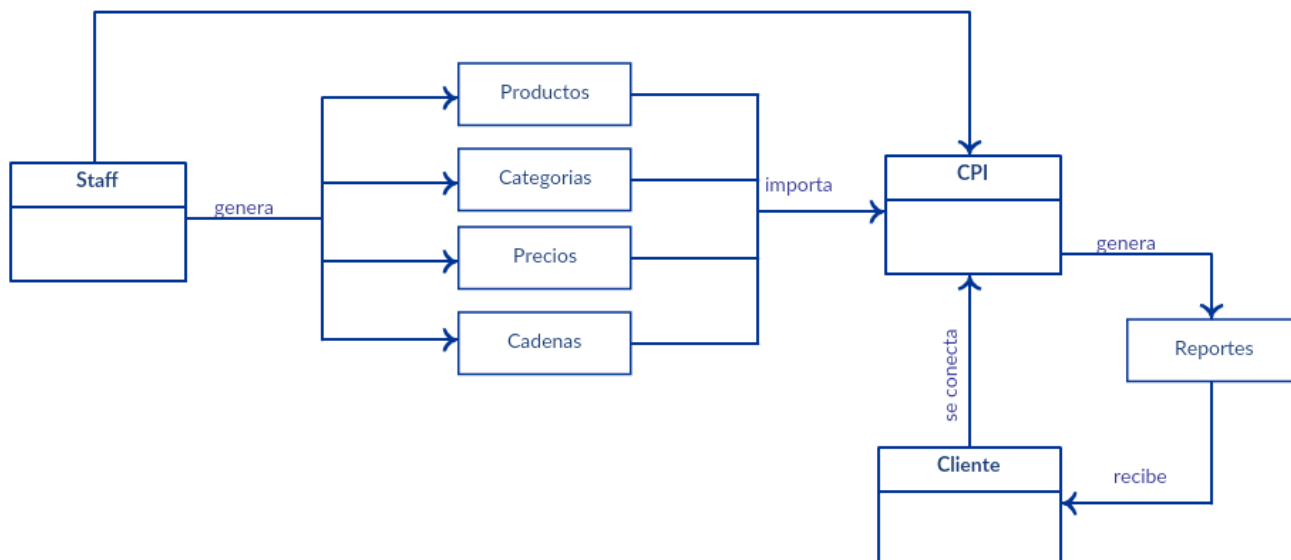 Productos
Staff
Categorias
CPI
importa
genera
genera
Precios
Cadenas
se conecta
Reportes
Cliente
recibe